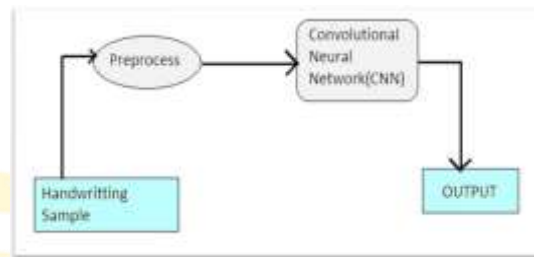 Preprocess
Convolutional
Neural
Network(CNN)
Handwritting
Sample
OUTPUT